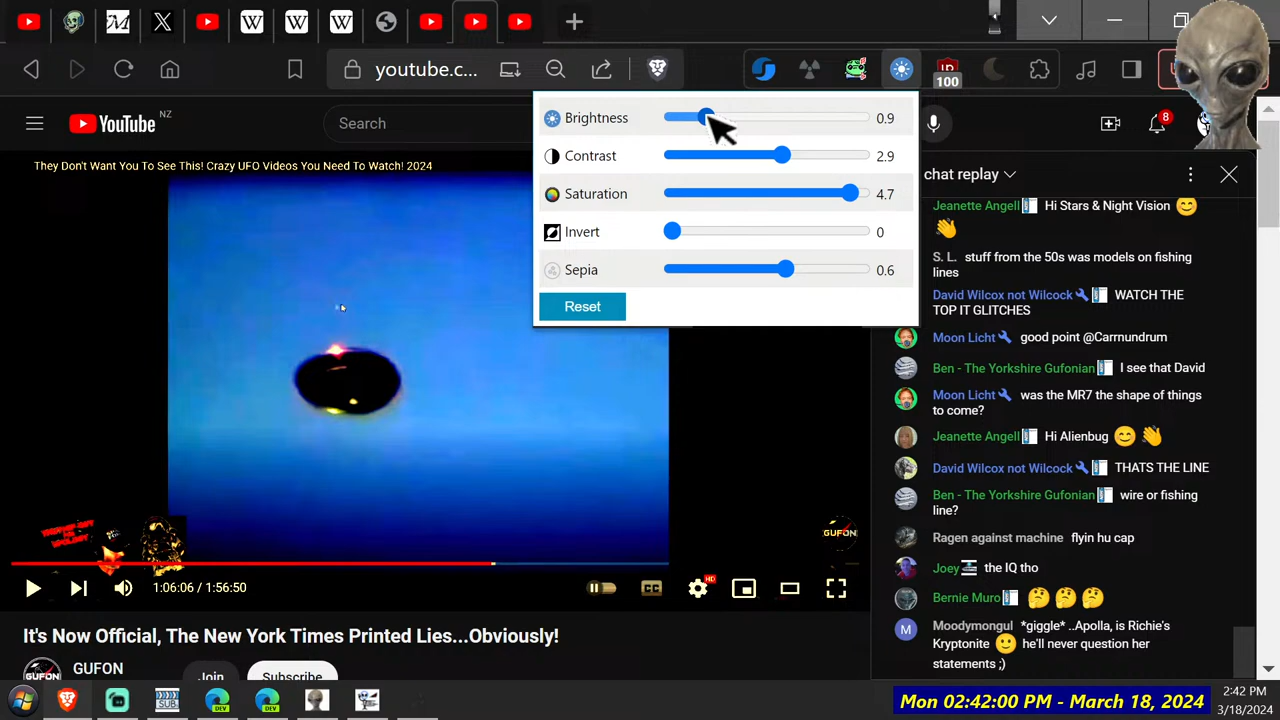 youtube.c...
100
YouTube NZ
Search
8
They Don't Want You To See This! Crazy UFO Videos You Need To Watch! 2024
Brightness 0.9
Contrast 2.9
Saturation 4.7
Invert 0
Sepia 0.6
Reset
GUFON
1:06:06 / 1:56:50
CC
HD
It's Now Official, The New York Times Printed Lies...Obviously!
GUFON
Join
Subscribe
chat replay
Jeanette Angell Hi Stars & Night Vision
S. L. stuff from the 50s was models on fishing
lines
David Wilcox not Wilcock WATCH THE
TOP IT GLITCHES
Moon Licht good point @Carrnundrum
Ben - The Yorkshire Gufonian I see that David
Moon Licht was the MR7 the shape of things
to come?
Jeanette Angell Hi Alienbug
David Wilcox not Wilcock THATS THE LINE
Ben - The Yorkshire Gufonian wire or fishing
line?
Ragen against machine flyin hu cap
Joey the IQ tho
Bernie Muro
M
Moodymongul *giggle* ..Apolla, is Richie's
Kryptonite he'll never question her
statements ;)
SUB
DEV
DEV
Mon 02:42:00 PM - March 18, 2024
2:42 PM
3/18/2024